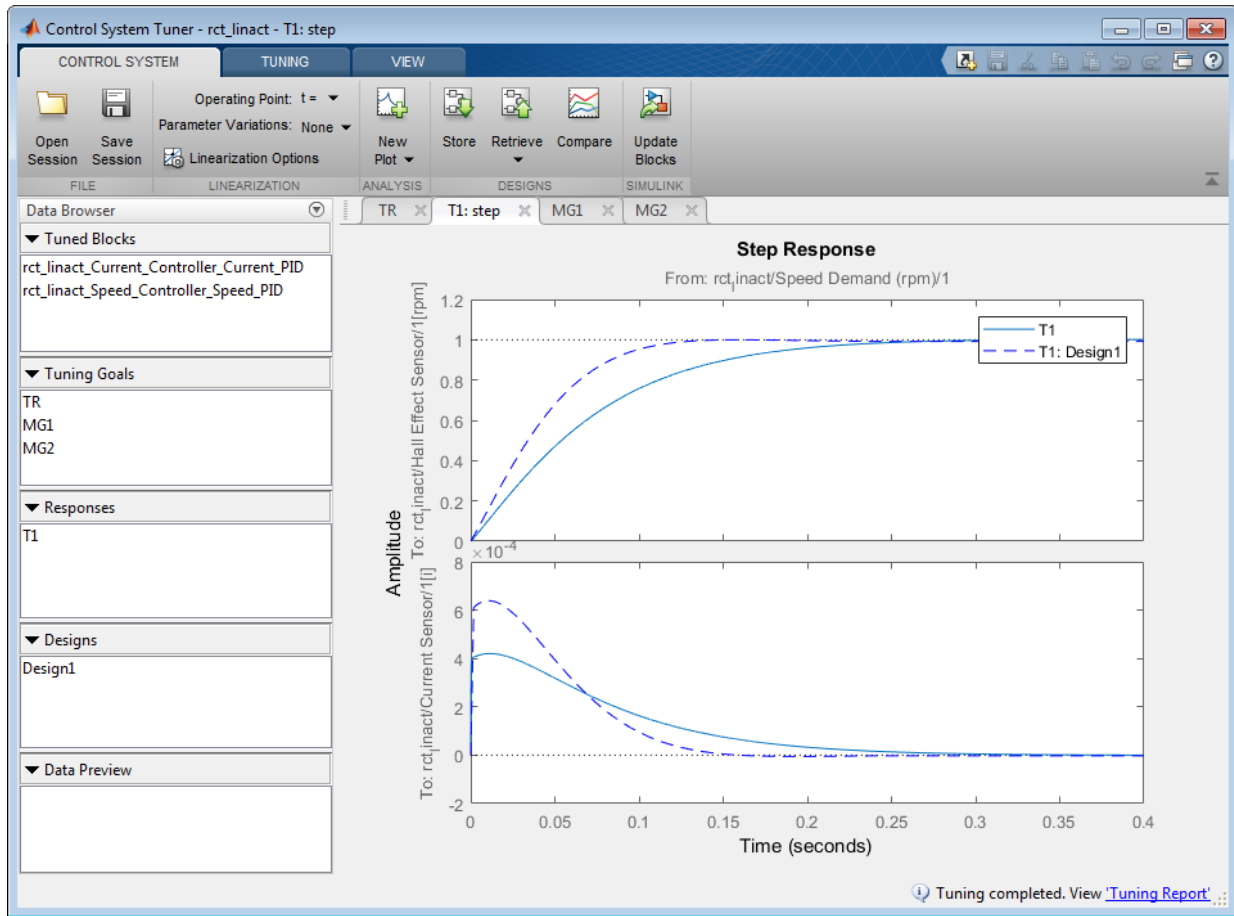 Control System Tuner - rct_linact - T1: step
CONTROL SYSTEM TUNING VIEW
Operating Point: t =
Parameter Variations: None
Linearization Options
Open Session
Save Session
New Plot
Store
Retrieve
Compare
Update Blocks
FILE LINEARIZATION ANALYSIS DESIGNS SIMULINK
Data Browser
Tuned Blocks
rct_linact_Current_Controller_Current_PID
rct_linact_Speed_Controller_Speed_PID
Tuning Goals
TR
MG1
MG2
Responses
T1
Designs
Design1
Data Preview
TR T1: step MG1 MG2
Step Response
From: rct_linact/Speed Demand (rpm)/1
To: rct_linact/Hall Effect Sensor/1[rpm]
1.2
1
0.8
0.6
0.4
0.2
0
T1
T1: Design1
Amplitude
To: rct_linact/Current Sensor/1[i]
×10-4
8
6
4
2
0
-2
0 0.05 0.1 0.15 0.2 0.25 0.3 0.35 0.4
Time (seconds)
Tuning completed. View 'Tuning Report'